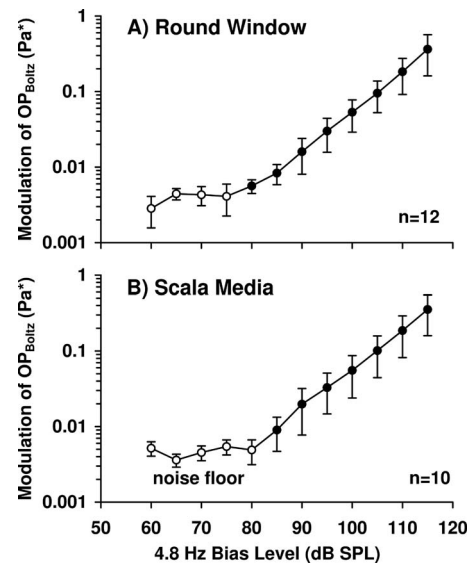 A) Round Window
Modulation of OP_Boltz (Pa*)
1
0.1
0.01
0.001
n=12
B) Scala Media
Modulation of OP_Boltz (Pa*)
1
0.1
0.01
0.001
noise floor
n=10
50 60 70 80 90 100 110 120
4.8 Hz Bias Level (dB SPL)